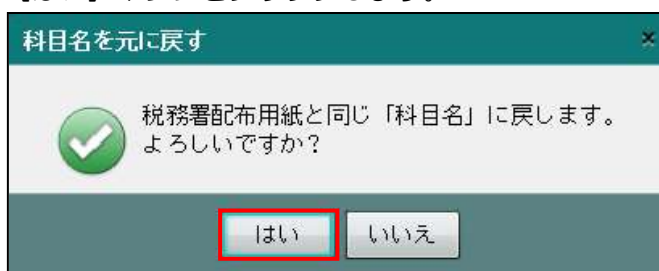 科目名を元に戻す
税務署配布用紙と同じ「科目名」に戻します。
よろしいですか?
はい
いいえ